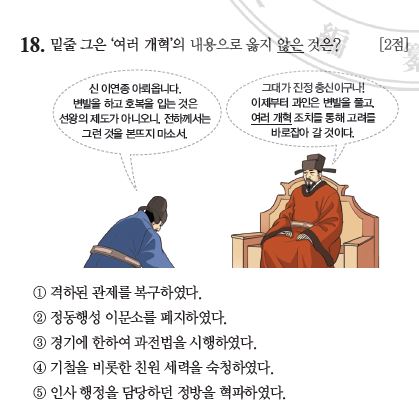 18. 밑줄 그은 '여러 개혁'의 내용으로 옳지 않은 것은? [2점]
신 이연종 아뢰옵니다.
변발을 하고 호복을 입는 것은
선왕의 제도가 아니오니, 전하께서는
그런 것을 본뜨지 마소서.
그대가 진정 충신이구나!
이제부터 과인은 변발을 풀고,
여러 개혁 조치를 통해 고려를
바로잡아 갈 것이다.
① 격하된 관제를 복구하였다.
② 정동행성 이문소를 폐지하였다.
③ 경기에 한하여 과전법을 시행하였다.
④ 기철을 비롯한 친원 세력을 숙청하였다.
⑤ 인사 행정을 담당하던 정방을 혁파하였다.